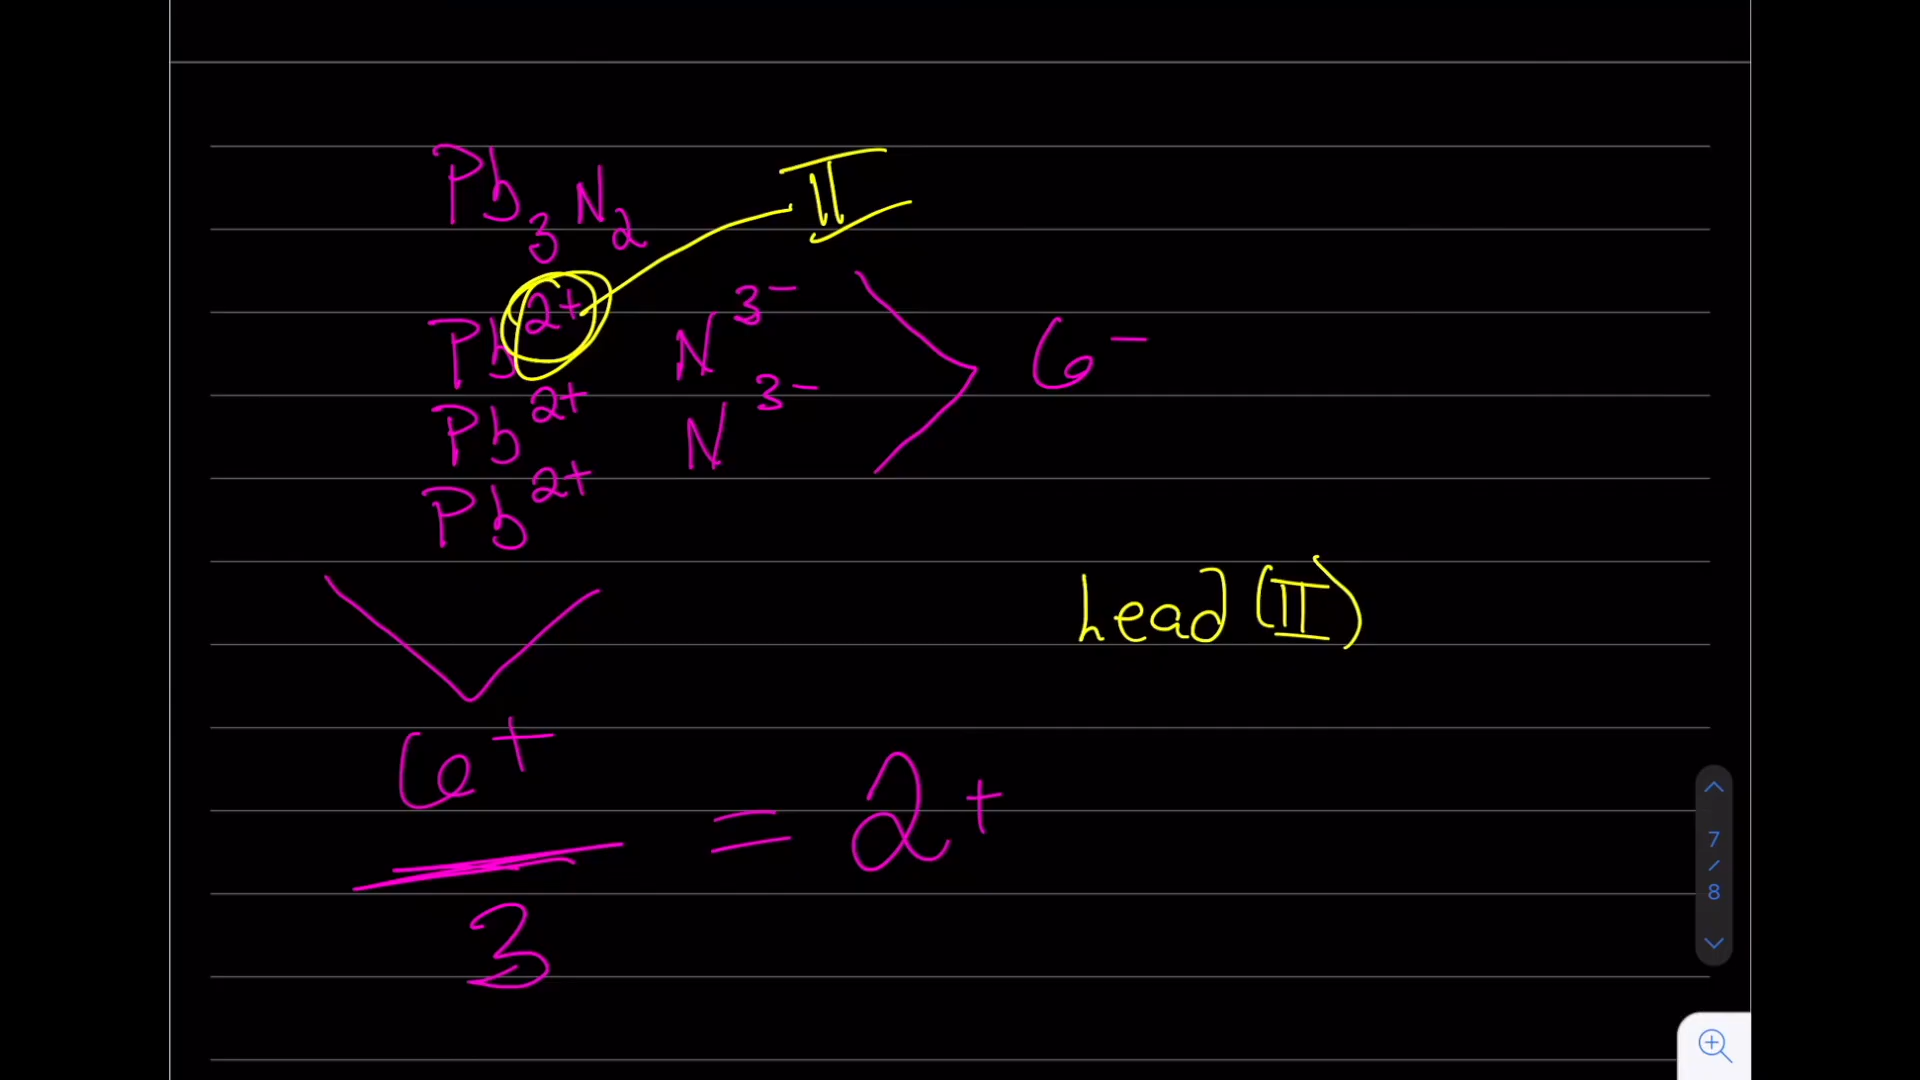 Pb₃N₂ II
Pb²⁺ N³⁻ 6⁻
Pb²⁺ N³⁻
Pb²⁺
Lead (II)
6⁺
= 2⁺
3
7
/
8